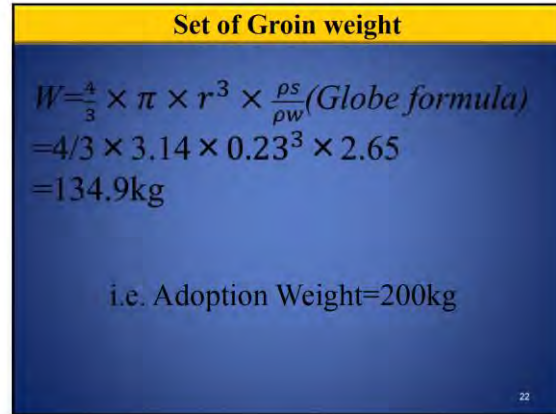 Set of Groin weight
W=4/3 × π × r³ × ρs/ρw(Globe formula)
=4/3 × 3.14 × 0.23³ × 2.65
=134.9kg
i.e. Adoption Weight=200kg
22